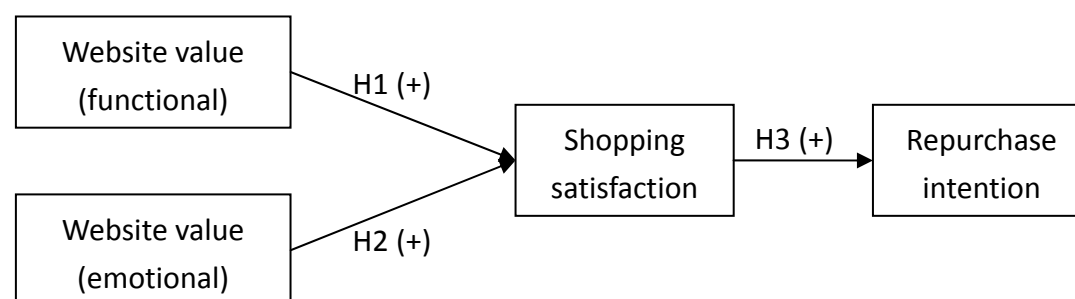 Website value
(functional)
H1 (+)
Shopping
satisfaction
H3 (+)
Repurchase
intention
Website value
(emotional)
H2 (+)